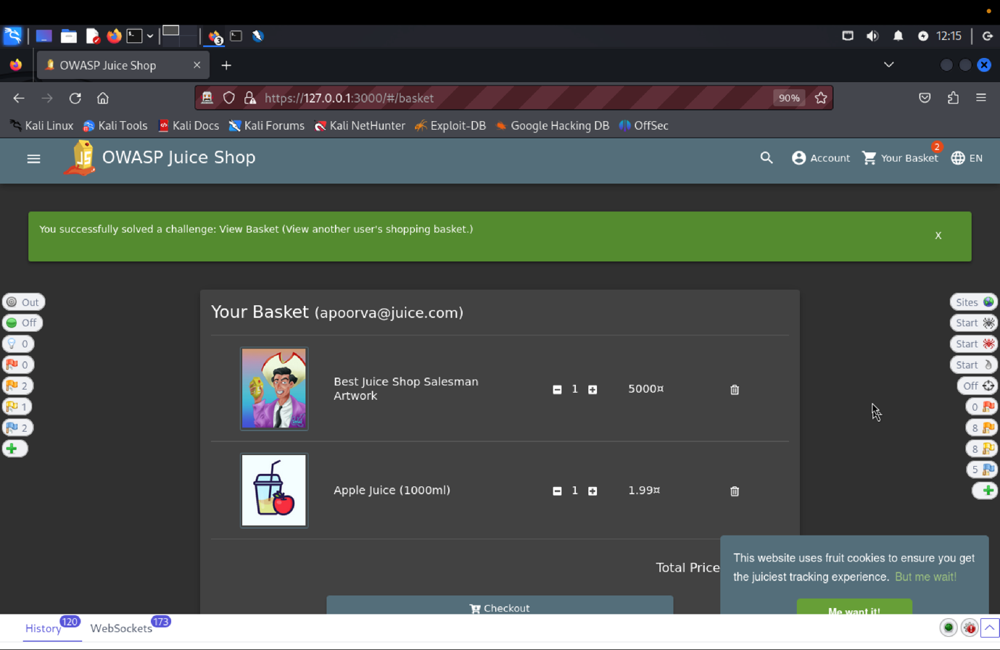 12:15
OWASP Juice Shop
https://127.0.0.1:3000/#/basket
90%
Kali Linux Kali Tools Kali Docs Kali Forums Kali NetHunter Exploit-DB Google Hacking DB OffSec
JS OWASP Juice Shop Account Your Basket 2 EN
You successfully solved a challenge: View Basket (View another user's shopping basket.) X
Out Sites
Off Start
0 Start
0 Start
2 Off
1 0
2 8
8
5
Your Basket (apoorva@juice.com)
Best Juice Shop Salesman
Artwork
1 5000¤
Apple Juice (1000ml) 1 1.99¤
Total Price
Checkout
This website uses fruit cookies to ensure you get
the juiciest tracking experience. But me wait!
Me want it!
History 120 WebSockets 173
3